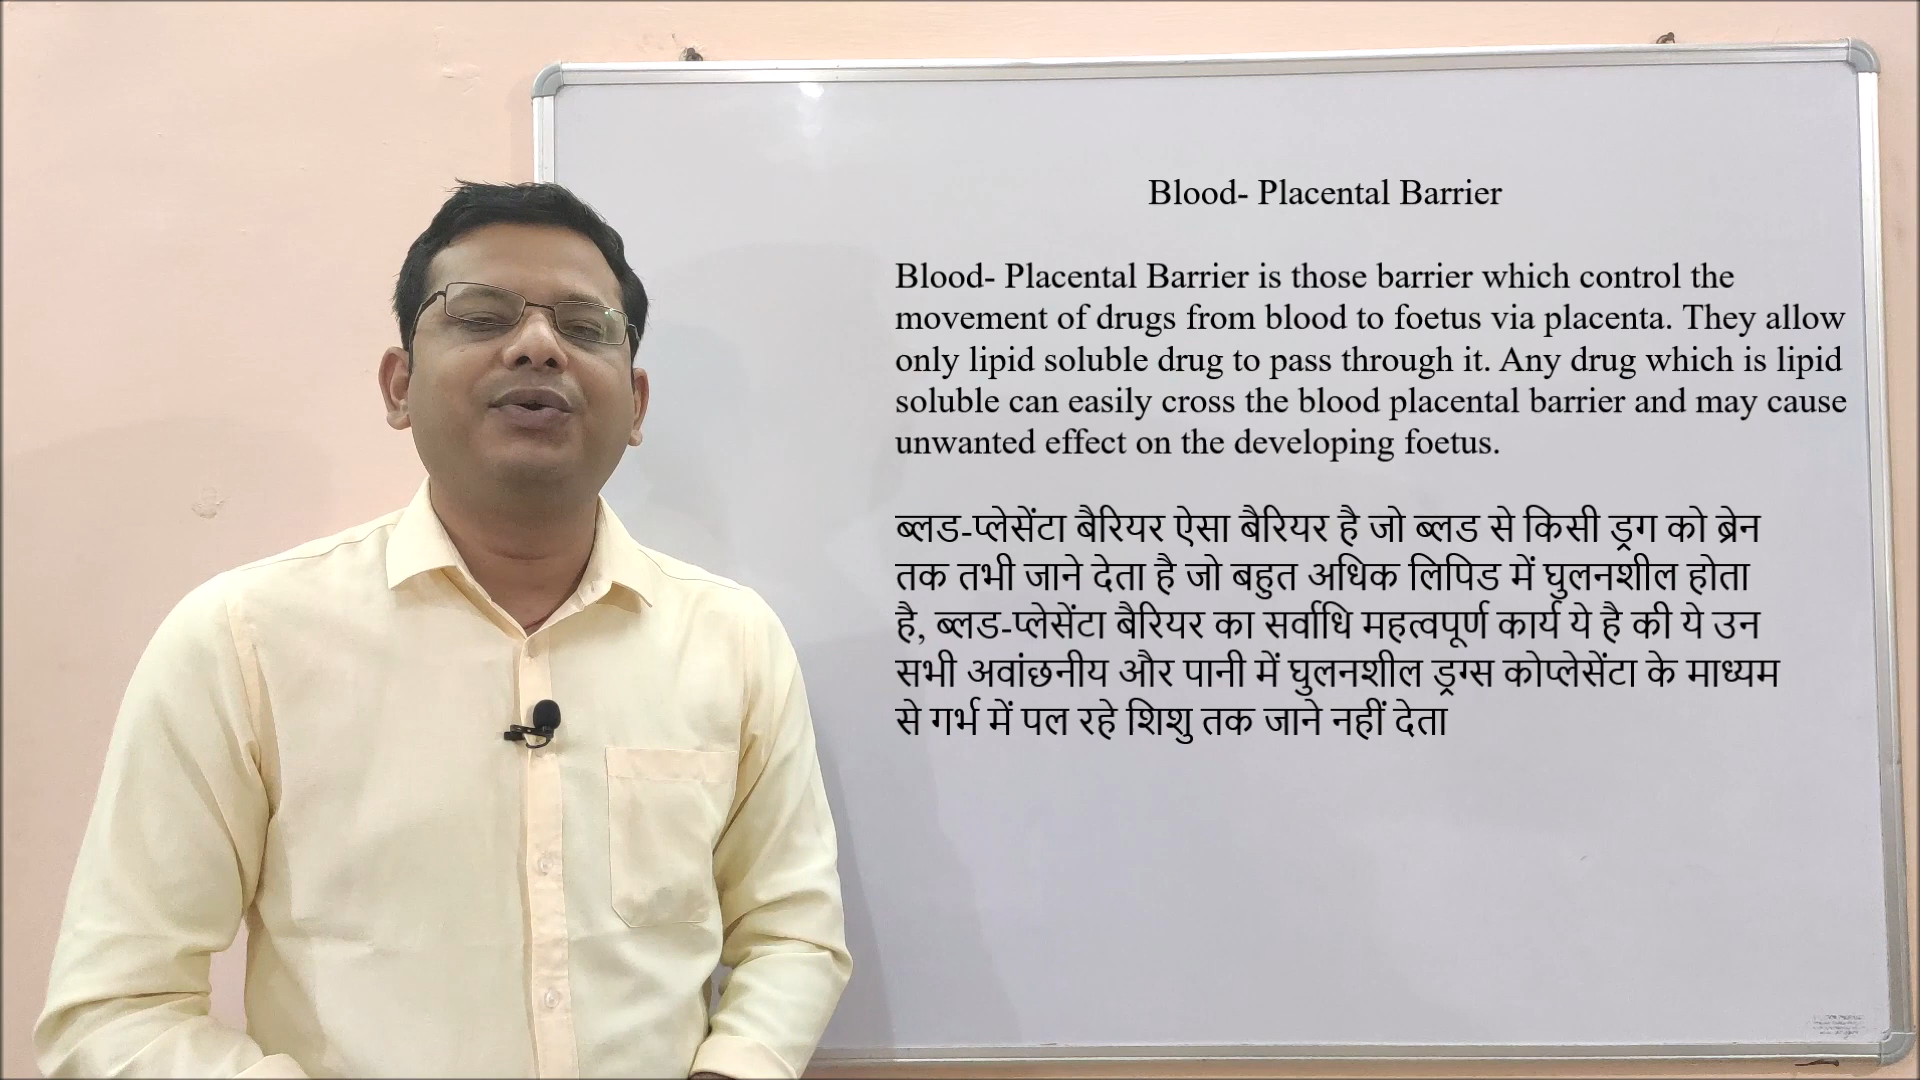 Blood- Placental Barrier
Blood- Placental Barrier is those barrier which control the
movement of drugs from blood to foetus via placenta. They allow
only lipid soluble drug to pass through it. Any drug which is lipid
soluble can easily cross the blood placental barrier and may cause
unwanted effect on the developing foetus.
ब्लड-प्लेसेंटा बैरियर ऐसा बैरियर है जो ब्लड से किसी ड्रग को ब्रेन
तक तभी जाने देता है जो बहुत अधिक लिपिड में घुलनशील होता
है, ब्लड-प्लेसेंटा बैरियर का सर्वाधि महत्वपूर्ण कार्य ये है की ये उन
सभी अवांछनीय और पानी में घुलनशील ड्रग्स कोप्लेसेंटा के माध्यम
से गर्भ में पल रहे शिशु तक जाने नहीं देता